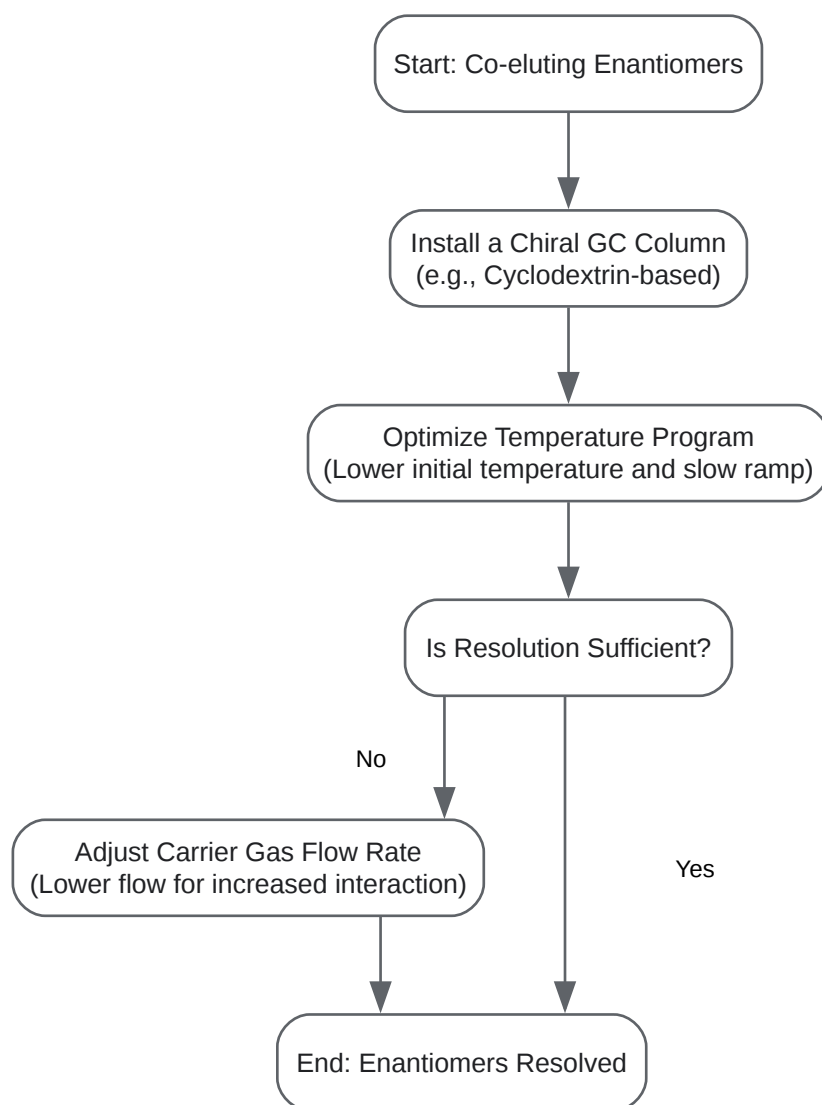 Start: Co-eluting Enantiomers
Install a Chiral GC Column
(e.g., Cyclodextrin-based)
Optimize Temperature Program
(Lower initial temperature and slow ramp)
Is Resolution Sufficient?
No
Adjust Carrier Gas Flow Rate
(Lower flow for increased interaction)
Yes
End: Enantiomers Resolved